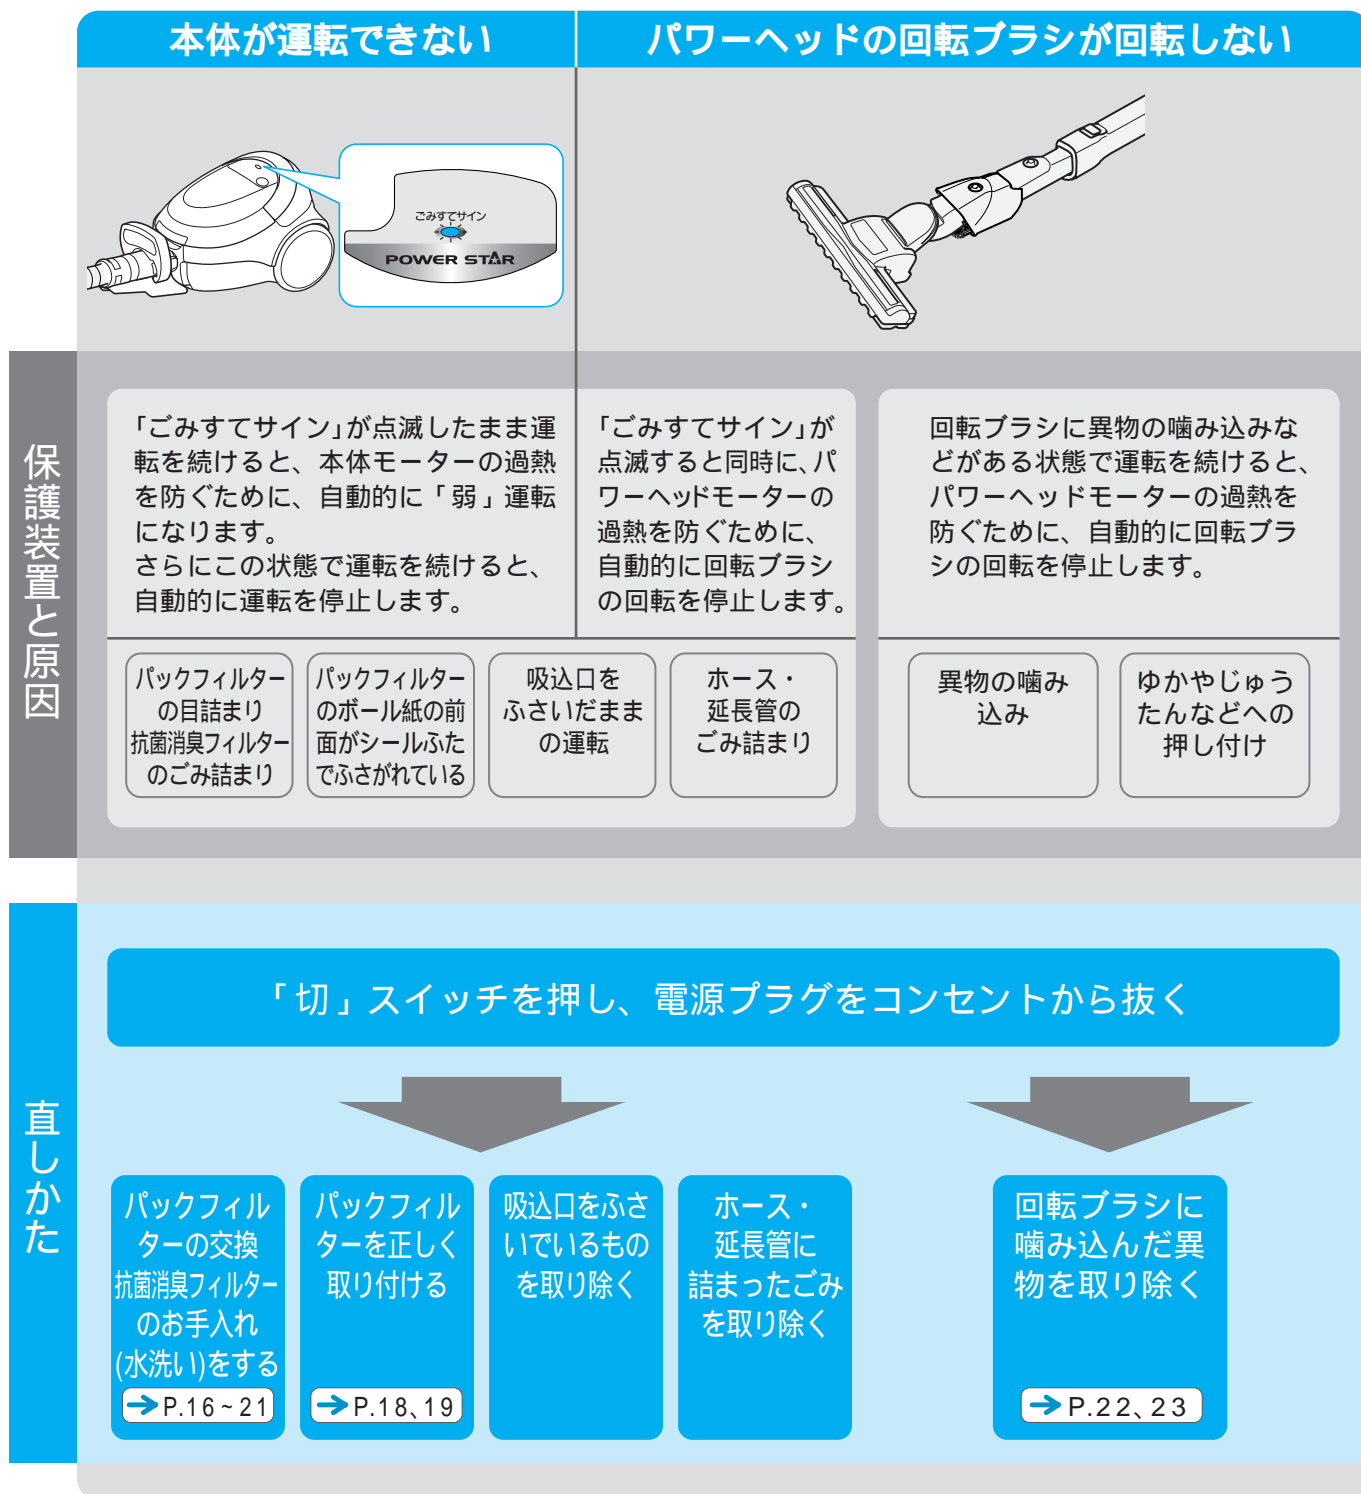 本体が運転できない
パワーヘッドの回転ブラシが回転しない
ごみすてサイン
POWER STAR
保護装置と原因
「ごみすてサイン」が点滅したまま運
転を続けると、本体モーターの過熱
を防ぐために、自動的に「弱」運転
になります。
さらにこの状態で運転を続けると、
自動的に運転を停止します。
「ごみすてサイン」が
点滅すると同時に、パ
ワーヘッドモーターの
過熱を防ぐために、
自動的に回転ブラシ
の回転を停止します。
回転ブラシに異物の噛み込みな
どがある状態で運転を続けると、
パワーヘッドモーターの過熱を
防ぐために、自動的に回転ブラ
シの回転を停止します。
パックフィルター
の目詰まり
抗菌消臭フィルター
のごみ詰まり
パックフィルター
のボール紙の前
面がシールふた
でふさがれている
吸込口を
ふさいだまま
の運転
ホース・
延長管の
ごみ詰まり
異物の噛み
込み
ゆかやじゅう
たんなどへの
押し付け
直しかた
「切」スイッチを押し、電源プラグをコンセントから抜く
パックフィル
ターの交換
抗菌消臭フィルター
のお手入れ
(水洗い)をする
→P.16~21
パックフィル
ターを正しく
取り付ける
→P.18、19
吸込口をふさ
いでいるもの
を取り除く
ホース・
延長管に
詰まったごみ
を取り除く
回転ブラシに
噛み込んだ異
物を取り除く
→P.22、23